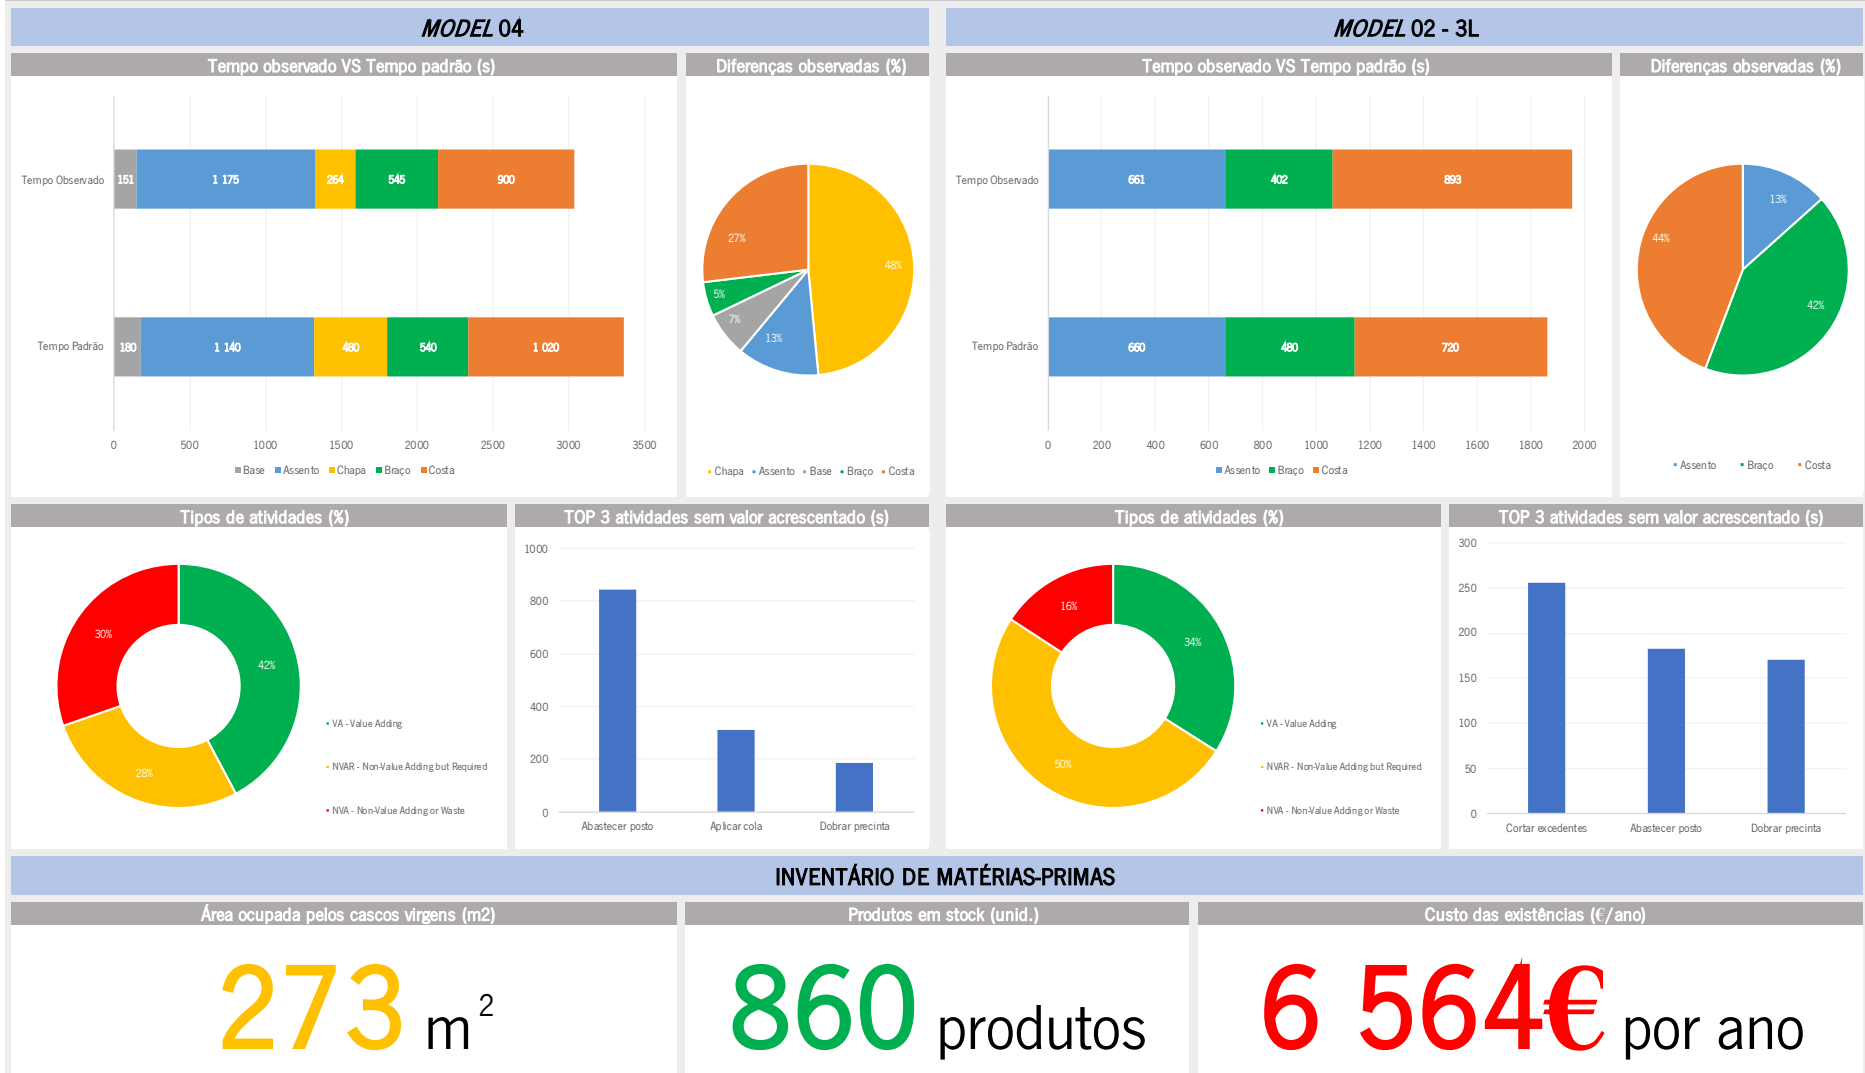 MODEL 04
Tempo observado VS Tempo padrão (s)
Tempo Observado
151
1 175
264
545
900
Tempo Padrão
180
1 140
480
540
1 020
0
500
1000
1500
2000
2500
3000
3500
Base Assento Chapa Braço Costa
Diferenças observadas (%)
27%
48%
5%
7%
13%
Chapa Assento Base Braço Costa
MODEL 02 - 3L
Tempo observado VS Tempo padrão (s)
Tempo Observado
661
402
893
Tempo Padrão
660
480
720
0
200
400
600
800
1000
1200
1400
1600
1800
2000
Assento Braço Costa
Diferenças observadas (%)
13%
44%
42%
Assento Braço Costa
Tipos de atividades (%)
30%
42%
28%
VA - Value Adding
NVAR - Non-Value Adding but Required
NVA - Non-Value Adding or Waste
TOP 3 atividades sem valor acrescentado (s)
1000
800
600
400
200
0
Abastecer posto
Aplicar cola
Dobrar precinta
Tipos de atividades (%)
16%
34%
50%
VA - Value Adding
NVAR - Non-Value Adding but Required
NVA - Non-Value Adding or Waste
TOP 3 atividades sem valor acrescentado (s)
300
250
200
150
100
50
0
Cortar excedentes
Abastecer posto
Dobrar precinta
INVENTÁRIO DE MATÉRIAS-PRIMAS
Área ocupada pelos cascos virgens (m2)
273 m²
Produtos em stock (unid.)
860 produtos
Custo das existências (€/ano)
6 564€ por ano